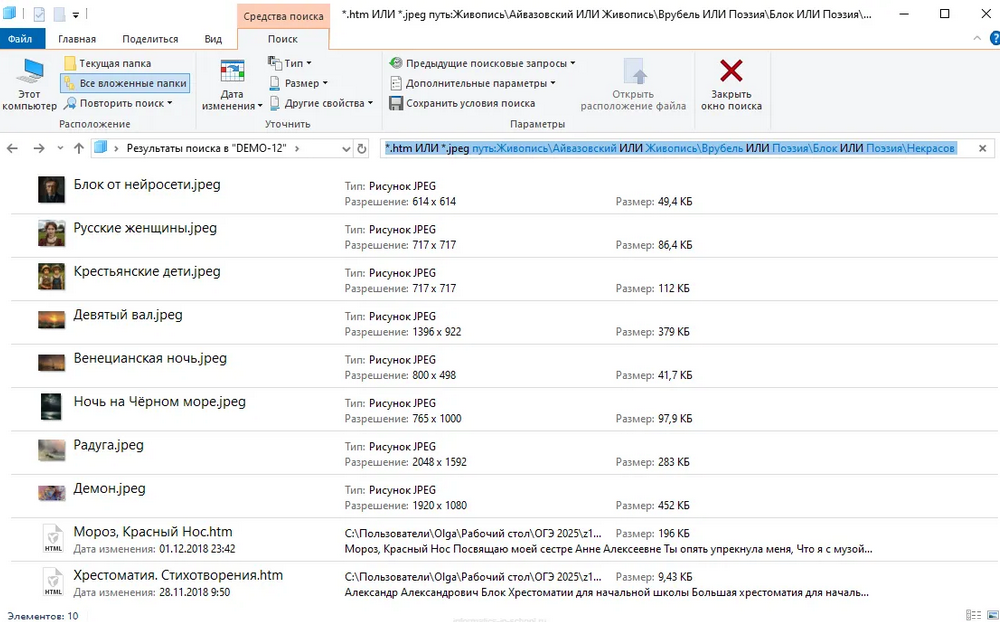 Средства поиска
*.htm ИЛИ *.jpeg путь:Живопись\Айвазовский ИЛИ Живопись\Врубель ИЛИ Поэзия\Блок ИЛИ Поэзия\...
Файл Главная Поделиться Вид Поиск
Этот компьютер
Текущая папка
Все вложенные папки
Повторить поиск
Расположение
Дата изменения
Тип
Размер
Другие свойства
Уточнить
Предыдущие поисковые запросы
Дополнительные параметры
Сохранить условия поиска
Открыть расположение файла
Параметры
Закрыть окно поиска
Результаты поиска в "DEMO-12"
*.htm ИЛИ *.jpeg путь:Живопись\Айвазовский ИЛИ Живопись\Врубель ИЛИ Поэзия\Блок ИЛИ Поэзия\Некрасов
Блок от нейросети.jpeg Тип: Рисунок JPEG
Разрешение: 614 x 614 Размер: 49,4 КБ
Русские женщины.jpeg Тип: Рисунок JPEG
Разрешение: 717 x 717 Размер: 86,4 КБ
Крестьянские дети.jpeg Тип: Рисунок JPEG
Разрешение: 717 x 717 Размер: 112 КБ
Девятый вал.jpeg Тип: Рисунок JPEG
Разрешение: 1396 x 922 Размер: 379 КБ
Венецианская ночь.jpeg Тип: Рисунок JPEG
Разрешение: 800 x 498 Размер: 41,7 КБ
Ночь на Чёрном море.jpeg Тип: Рисунок JPEG
Разрешение: 765 x 1000 Размер: 97,9 КБ
Радуга.jpeg Тип: Рисунок JPEG
Разрешение: 2048 x 1592 Размер: 283 КБ
Демон.jpeg Тип: Рисунок JPEG
Разрешение: 1920 x 1080 Размер: 452 КБ
HTML
Мороз, Красный Нос.htm C:\Пользователи\Olga\Рабочий стол\ОГЭ 2025\z1... Размер: 196 КБ
Дата изменения: 01.12.2018 23:42 Мороз, Красный Нос Посвящаю моей сестре Анне Алексеевне Ты опять упрекнула меня, Что я с музой...
HTML
Хрестоматия. Стихотворения.htm C:\Пользователи\Olga\Рабочий стол\ОГЭ 2025\z1... Размер: 9,43 КБ
Дата изменения: 28.11.2018 9:50 Александр Александрович Блок Хрестоматии для начальной школы Большая хрестоматия для началь...
Элементов: 10